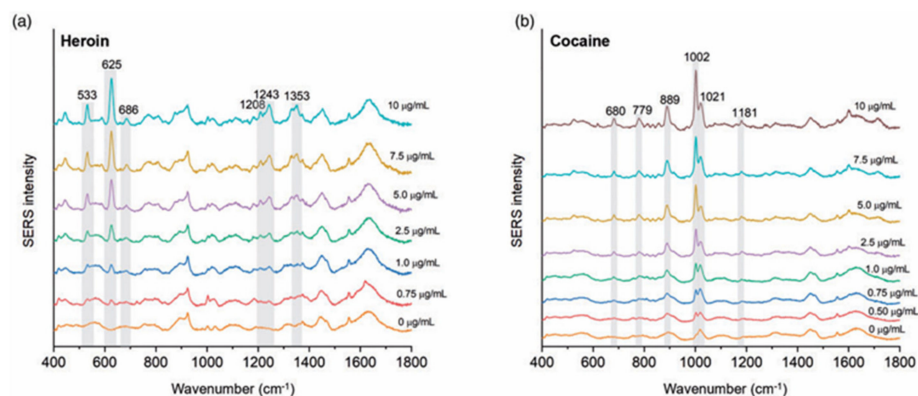 (a)
Heroin
625
533
686
1208
1243
1353
10 µg/mL
7.5 µg/mL
5.0 µg/mL
2.5 µg/mL
1.0 µg/mL
0.75 µg/mL
0 µg/mL
SERS intensity
400 600 800 1000 1200 1400 1600 1800
Wavenumber (cm⁻¹)
(b)
Cocaine
1002
1021
680
779
889
1181
10 µg/mL
7.5 µg/mL
5.0 µg/mL
2.5 µg/mL
1.0 µg/mL
0.75 µg/mL
0.50 µg/mL
0 µg/mL
SERS intensity
400 600 800 1000 1200 1400 1600 1800
Wavenumber (cm⁻¹)